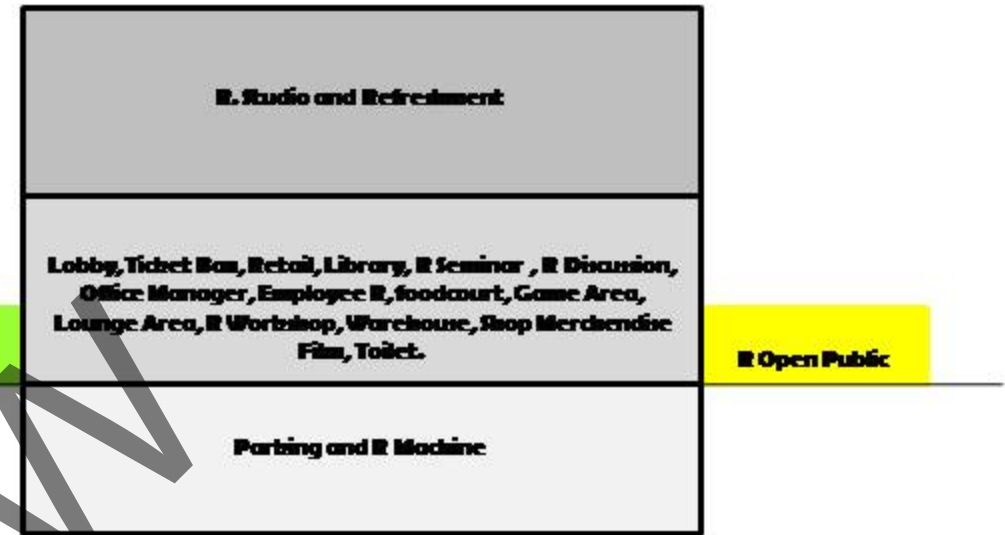 R. Studio and Refreshment
Lobby, Ticket Box, Retail, Library, R Seminar , R Discussion,
Office Manager, Employee R, foodcourt, Game Area,
Lounge Area, R Workshop, Warehouse, Shop Merchendise
Film, Toilet.
R Open Public
Parking and R Machine